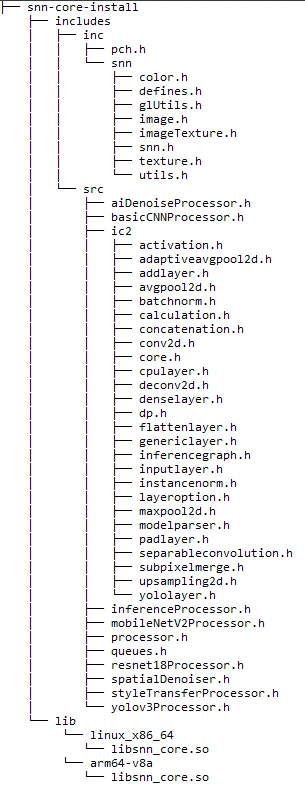 ├── snn-core-install
│   ├── includes
│   │   ├── inc
│   │   │   ├── pch.h
│   │   │   └── snn
│   │   │       ├── color.h
│   │   │       ├── defines.h
│   │   │       ├── glUtils.h
│   │   │       ├── image.h
│   │   │       ├── imageTexture.h
│   │   │       ├── snn.h
│   │   │       ├── texture.h
│   │   │       └── utils.h
│   │   └── src
│   │       ├── aiDenoiseProcessor.h
│   │       ├── basicCNNProcessor.h
│   │       ├── ic2
│   │       │   ├── activation.h
│   │       │   ├── adaptiveavgpool2d.h
│   │       │   ├── addlayer.h
│   │       │   ├── avgpool2d.h
│   │       │   ├── batchnorm.h
│   │       │   ├── calculation.h
│   │       │   ├── concatenation.h
│   │       │   ├── conv2d.h
│   │       │   ├── core.h
│   │       │   ├── cpulayer.h
│   │       │   ├── deconv2d.h
│   │       │   ├── denselayer.h
│   │       │   ├── dp.h
│   │       │   ├── flattenlayer.h
│   │       │   ├── genericlayer.h
│   │       │   ├── inferencegraph.h
│   │       │   ├── inputlayer.h
│   │       │   ├── instancenorm.h
│   │       │   ├── layeroption.h
│   │       │   ├── maxpool2d.h
│   │       │   ├── modelparser.h
│   │       │   ├── padlayer.h
│   │       │   ├── separableconvolution.h
│   │       │   ├── subpixelmerge.h
│   │       │   ├── upsampling2d.h
│   │       │   └── yololayer.h
│   │       ├── inferenceProcessor.h
│   │       ├── mobileNetV2Processor.h
│   │       ├── processor.h
│   │       ├── queues.h
│   │       ├── resnet18Processor.h
│   │       ├── spatialDenoiser.h
│   │       ├── styleTransferProcessor.h
│   │       └── yolov3Processor.h
│   └── lib
│       ├── linux_x86_64
│       │   └── libsnn_core.so
│       └── arm64-v8a
│           └── libsnn_core.so